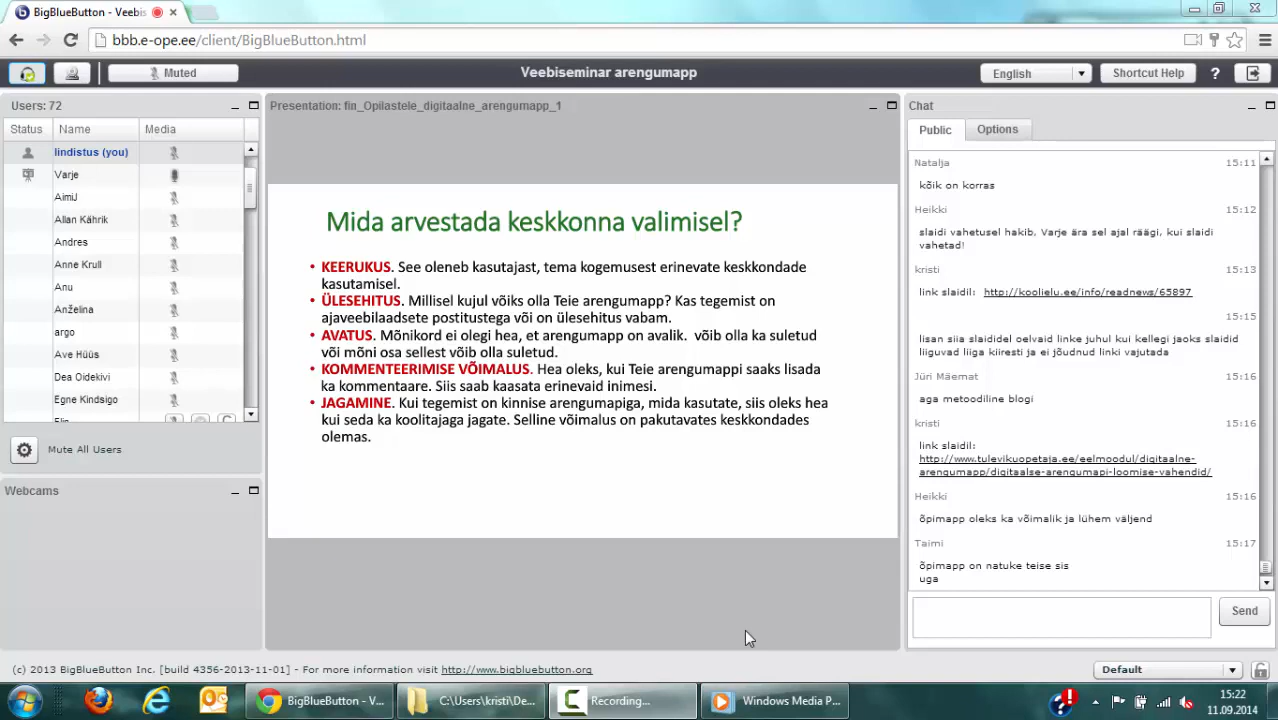 BigBlueButton - Veebis
bbb.e-ope.ee/client/BigBlueButton.html
Muted
Veebiseminar arengumapp
English
Shortcut Help
?
Users: 72
Status Name Media
lindistus (you)
Varje
AimiJ
Allan Kährik
Andres
Anne Krull
Anu
Anželina
argo
Ave Hüüs
Dea Oidekivi
Egne Kindsigo
Mute All Users
Webcams
Presentation: fin_Opilastele_digitaalne_arengumapp_1
Mida arvestada keskkonna valimisel?
• KEERUKUS. See oleneb kasutajast, tema kogemusest erinevate keskkondade
kasutamisel.
• ÜLESEHITUS. Millisel kujul võiks olla Teie arengumapp? Kas tegemist on
ajaveebilaadsete postitustega või on ülesehitus vabam.
• AVATUS. Mõnikord ei olegi hea, et arengumapp on avalik. võib olla ka suletud
või mõni osa sellest võib olla suletud.
• KOMMENTEERIMISE VÕIMALUS. Hea oleks, kui Teie arengumappi saaks lisada
ka kommentaare. Siis saab kaasata erinevaid inimesi.
• JAGAMINE. Kui tegemist on kinnise arengumapiga, mida kasutate, siis oleks hea
kui seda ka koolitajaga jagate. Selline võimalus on pakutavates keskkondades
olemas.
Chat
Public Options
Natalja 15:11
kõik on korras
Heikki 15:12
slaidi vahetusel hakib. Varje ära sel ajal räägi, kui slaidi
vahetad!
kristi 15:13
link slaidil: http://koolielu.ee/info/readnews/65897
15:15
lisan siia slaididel oelvaid linke juhul kui kellegi jaoks slaidid
liiguvad liiga kiiresti ja ei jõudnud linki vajutada
Jüri Mäemat 15:16
aga metoodiline blogi
kristi 15:16
link slaidil:
http://www.tulevikuopetaja.ee/eelmoodul/digitaalne-
arengumapp/digitaalse-arengumapi-loomise-vahendid/
Heikki 15:16
õpimapp oleks ka võimalik ja lühem väljend
Taimi 15:17
õpimapp on natuke teise sis
uga
Send
(c) 2013 BigBlueButton Inc. [build 4356-2013-11-01] - For more information visit http://www.bigbluebutton.org
Default
BigBlueButton - V...
C:\Users\kristi\De...
Recording...
Windows Media P...
15:22
11.09.2014